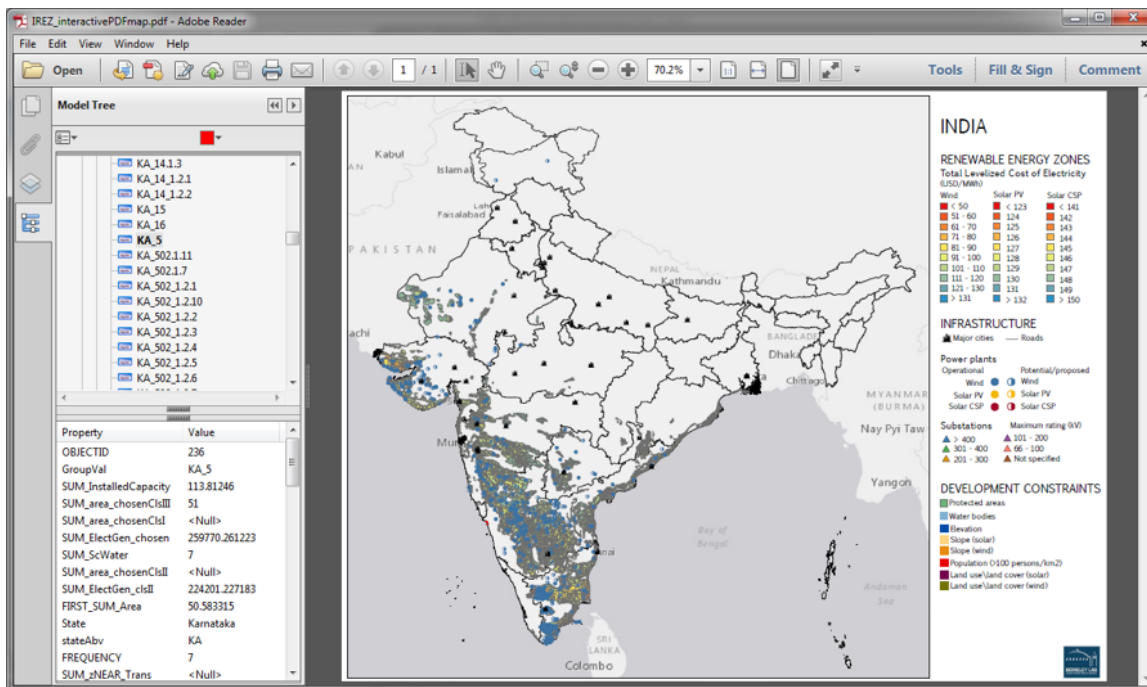 IREZ_interactivePDFmap.pdf - Adobe Reader
File Edit View Window Help
Open 1 / 1 70.2% Tools Fill & Sign Comment
Model Tree
KA_14.1.3
KA_14_1.2.1
KA_14_1.2.2
KA_15
KA_16
KA_5
KA_502.1.11
KA_502.1.7
KA_502_1.2.1
KA_502_1.2.10
KA_502_1.2.2
KA_502_1.2.3
KA_502_1.2.4
KA_502_1.2.5
KA_502_1.2.6
Property Value
OBJECTID 236
GroupVal KA_5
SUM_InstalledCapacity 113.81246
SUM_area_chosenClsIII 51
SUM_area_chosenClsI <Null>
SUM_ElectGen_chosen 259770.261223
SUM_ScWater 7
SUM_area_chosenClsII <Null>
SUM_ElectGen_clsII 224201.227183
FIRST_SUM_Area 50.583315
State Karnataka
stateAbv KA
FREQUENCY 7
SUM_zNEAR_Trans <Null>
Kabul
AN
Islamal
Lah
Faisalabad
PAKISTAN
NEPAL
Kathmandu
rachi
BANGLADE
Dhaka
Chittago
MYANMAR
(BURMA)
Nay Pyi Taw
Mum
Yangon
Bay of
Bengal
nnai
Andaman
Sea
SRI
LANKA
Colombo
INDIA
RENEWABLE ENERGY ZONES
Total Levelized Cost of Electricity
(USD/MWh)
Wind Solar PV Solar CSP
< 50 < 123 < 141
51 - 60 124 142
61 - 70 125 143
71 - 80 126 144
81 - 90 127 145
91 - 100 128 146
101 - 110 129 147
111 - 120 130 148
121 - 130 131 149
> 131 > 132 > 150
INFRASTRUCTURE
Major cities Roads
Power plants
Operational Potential/proposed
Wind Wind
Solar PV Solar PV
Solar CSP Solar CSP
Substations Maximum rating (kV)
> 400 101 - 200
301 - 400 66 - 100
201 - 300 Not specified
DEVELOPMENT CONSTRAINTS
Protected areas
Water bodies
Elevation
Slope (solar)
Slope (wind)
Population (>100 persons/km2)
Land use\land cover (solar)
Land use\land cover (wind)
BERKELEY LAB